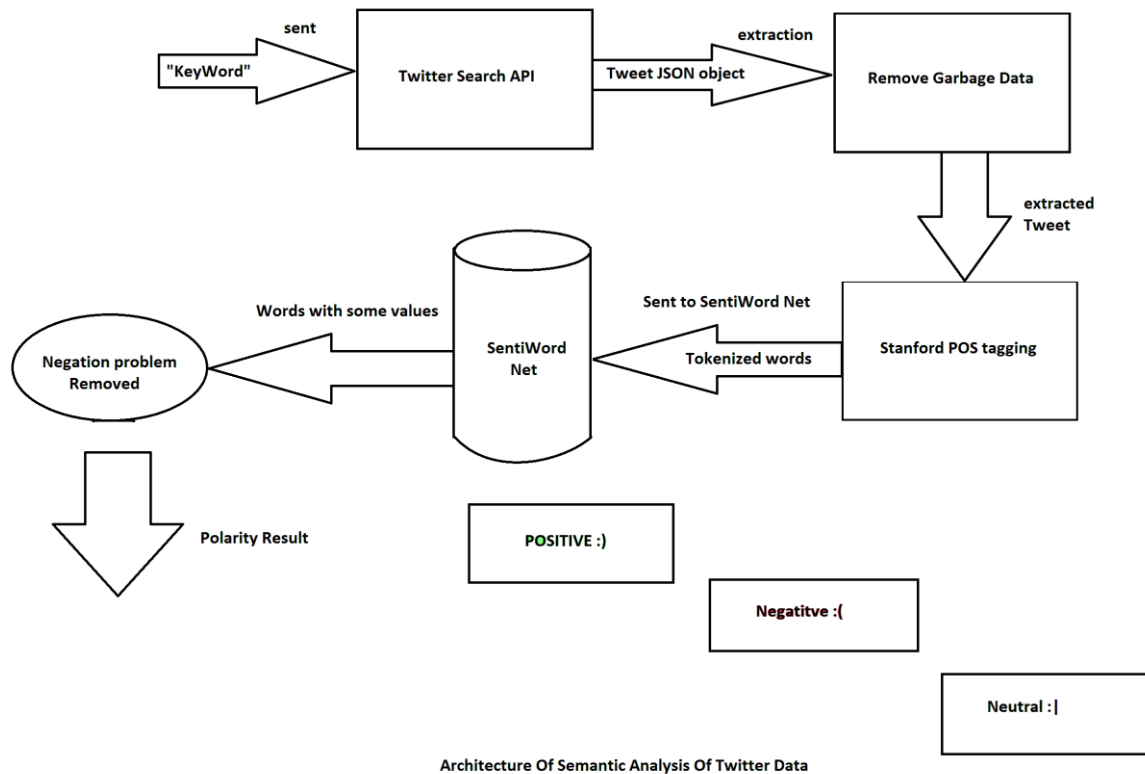 sent
"KeyWord"
Twitter Search API
extraction
Tweet JSON object
Remove Garbage Data
extracted
Tweet
Stanford POS tagging
Sent to SentiWord Net
Tokenized words
SentiWord
Net
Words with some values
Negation problem
Removed
Polarity Result
POSITIVE :)
Negatitve :(
Neutral :|
Architecture Of Semantic Analysis Of Twitter Data